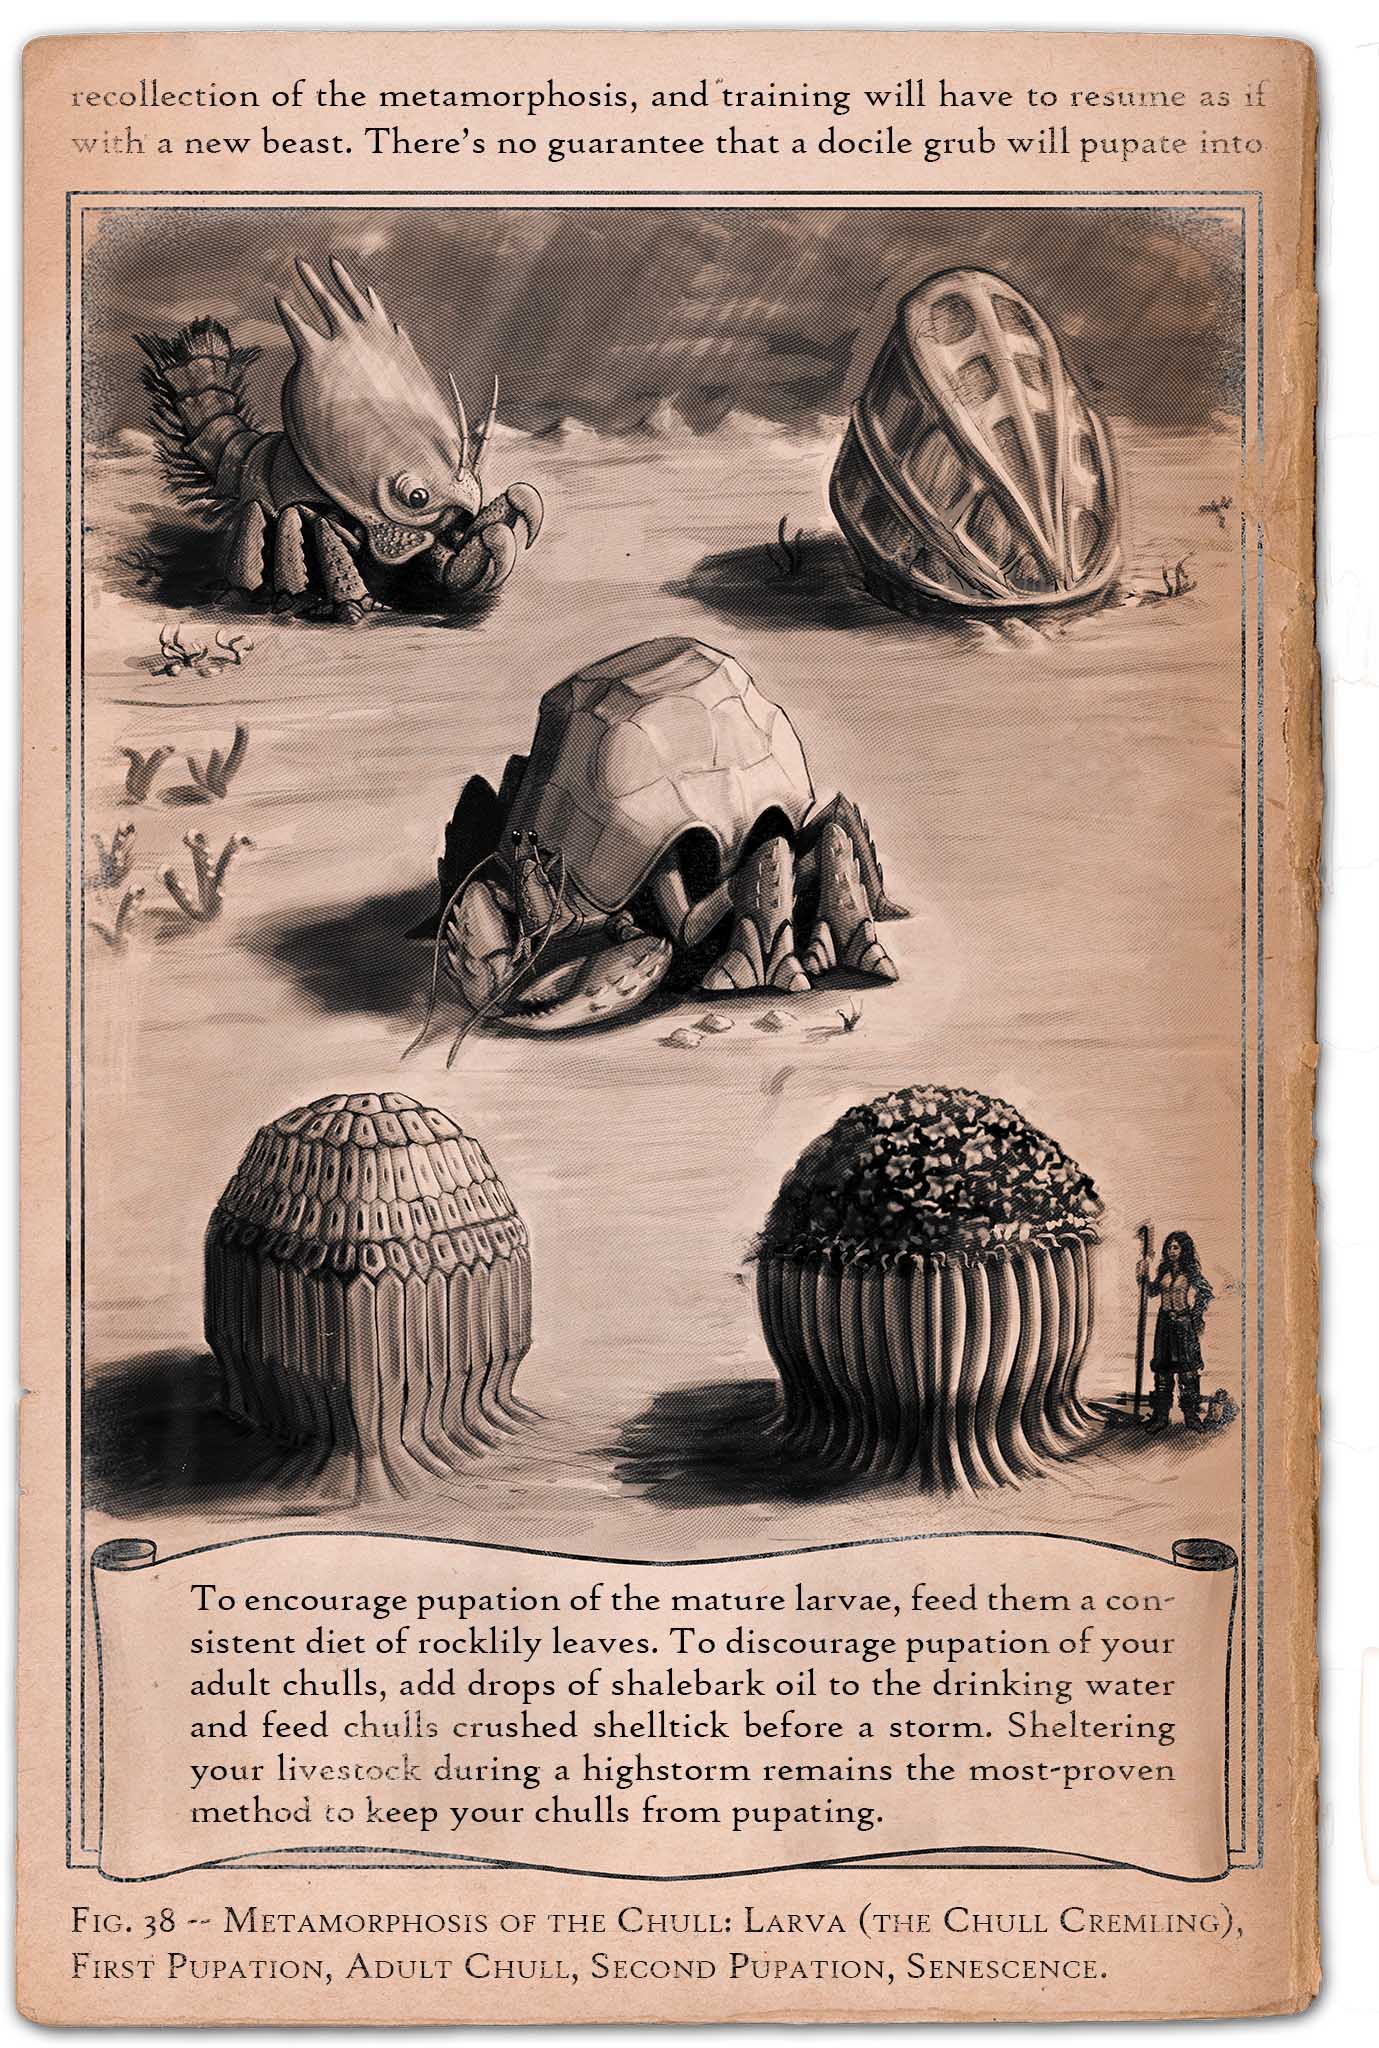 recollection of the metamorphosis, and training will have to resume as if
with a new beast. There's no guarantee that a docile grub will pupate into
To encourage pupation of the mature larvae, feed them a con-
sistent diet of rocklily leaves. To discourage pupation of your
adult chulls, add drops of shalebark oil to the drinking water
and feed chulls crushed shelltick before a storm. Sheltering
your livestock during a highstorm remains the most-proven
method to keep your chulls from pupating.
Fig. 38 -- Metamorphosis of the Chull: Larva (the Chull Cremling),
First Pupation, Adult Chull, Second Pupation, Senescence.